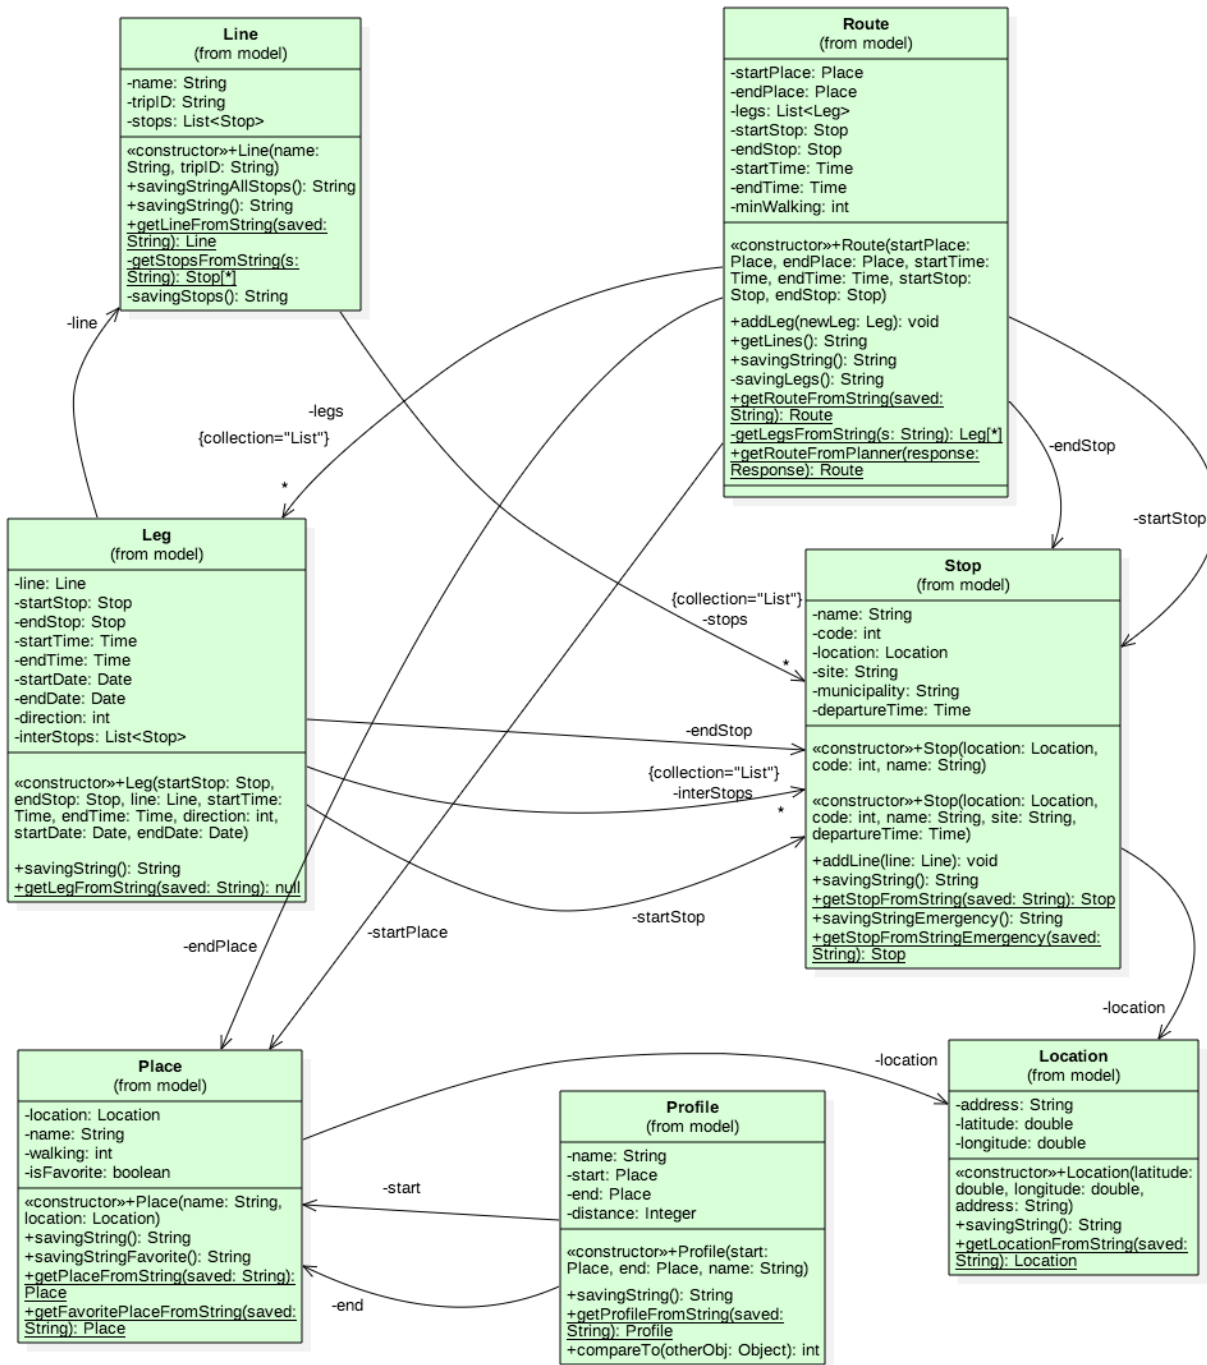 Line
(from model)
-name: String
-tripID: String
-stops: List<Stop>
«constructor»+Line(name:
String, tripID: String)
+savingStringAllStops(): String
+savingString(): String
+getLineFromString(saved:
String): Line
-getStopsFromString(s:
String): Stop[*]
-savingStops(): String
Route
(from model)
-startPlace: Place
-endPlace: Place
-legs: List<Leg>
-startStop: Stop
-endStop: Stop
-startTime: Time
-endTime: Time
-minWalking: int
«constructor»+Route(startPlace:
Place, endPlace: Place, startTime:
Time, endTime: Time, startStop:
Stop, endStop: Stop)
+addLeg(newLeg: Leg): void
+getLines(): String
+savingString(): String
-savingLegs(): String
+getRouteFromString(saved:
String): Route
-getLegsFromString(s: String): Leg[*]
+getRouteFromPlanner(response:
Response): Route
-line
-legs
{collection="List"}
*
-endStop
-startStop
Leg
(from model)
-line: Line
-startStop: Stop
-endStop: Stop
-startTime: Time
-endTime: Time
-startDate: Date
-endDate: Date
-direction: int
-interStops: List<Stop>
«constructor»+Leg(startStop: Stop,
endStop: Stop, line: Line, startTime:
Time, endTime: Time, direction: int,
startDate: Date, endDate: Date)
+savingString(): String
+getLegFromString(saved: String): null
{collection="List"}
-stops
*
-endStop
{collection="List"}
-interStops
*
-startStop
Stop
(from model)
-name: String
-code: int
-location: Location
-site: String
-municipality: String
-departureTime: Time
«constructor»+Stop(location: Location,
code: int, name: String)
«constructor»+Stop(location: Location,
code: int, name: String, site: String,
departureTime: Time)
+addLine(line: Line): void
+savingString(): String
+getStopFromString(saved: String): Stop
+savingStringEmergency(): String
+getStopFromStringEmergency(saved:
String): Stop
-endPlace
-startPlace
-location
Place
(from model)
-location: Location
-name: String
-walking: int
-isFavorite: boolean
«constructor»+Place(name: String,
location: Location)
+savingString(): String
+savingStringFavorite(): String
+getPlaceFromString(saved: String):
Place
+getFavoritePlaceFromString(saved:
String): Place
-location
-start
-end
Profile
(from model)
-name: String
-start: Place
-end: Place
-distance: Integer
«constructor»+Profile(start:
Place, end: Place, name: String)
+savingString(): String
+getProfileFromString(saved:
String): Profile
+compareTo(otherObj: Object): int
Location
(from model)
-address: String
-latitude: double
-longitude: double
«constructor»+Location(latitude:
double, longitude: double,
address: String)
+savingString(): String
+getLocationFromString(saved:
String): Location